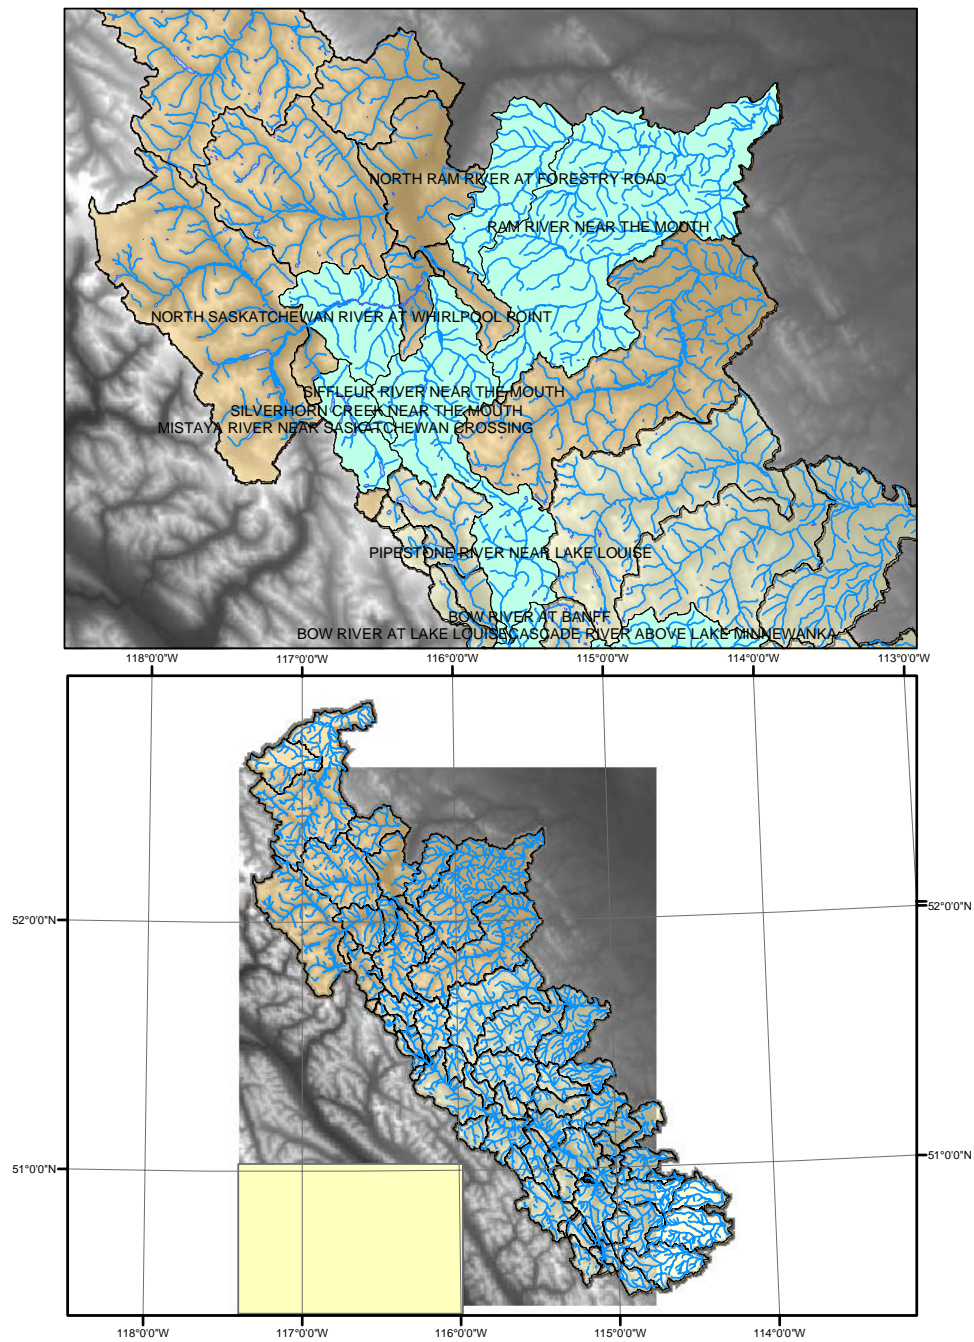 NORTH RAM RIVER AT FORESTRY ROAD
RAM RIVER NEAR THE MOUTH
NORTH SASKATCHEWAN RIVER AT WHIRLPOOL POINT
SIFFLEUR RIVER NEAR THE MOUTH
SILVERHORN CREEK NEAR THE MOUTH
MISTAYA RIVER NEAR SASKATCHEWAN CROSSING
PIPESTONE RIVER NEAR LAKE LOUISE
BOW RIVER AT BANFF
BOW RIVER AT LAKE LOUISE CASCADE RIVER ABOVE LAKE MINNEWANKA
118°0'0"W 117°0'0"W 116°0'0"W 115°0'0"W 114°0'0"W 113°0'0"W
52°0'0"N 52°0'0"N
51°0'0"N 51°0'0"N
118°0'0"W 117°0'0"W 116°0'0"W 115°0'0"W 114°0'0"W